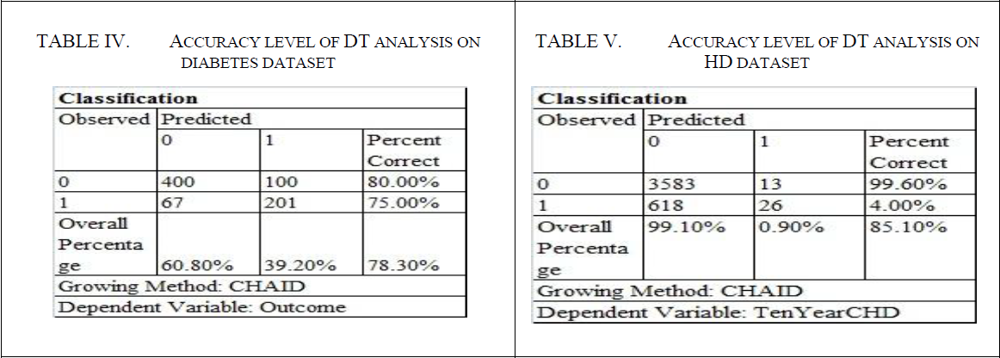 TABLE IV. ACCURACY LEVEL OF DT ANALYSIS ON
DIABETES DATASET
Classification
Observed Predicted
0 1 Percent
Correct
0 400 100 80.00%
1 67 201 75.00%
Overall
Percenta
ge 60.80% 39.20% 78.30%
Growing Method: CHAID
Dependent Variable: Outcome
TABLE V. ACCURACY LEVEL OF DT ANALYSIS ON
HD DATASET
Classification
Observed Predicted
0 1 Percent
Correct
0 3583 13 99.60%
1 618 26 4.00%
Overall 99.10% 0.90% 85.10%
Percenta
ge
Growing Method: CHAID
Dependent Variable: TenYearCHD